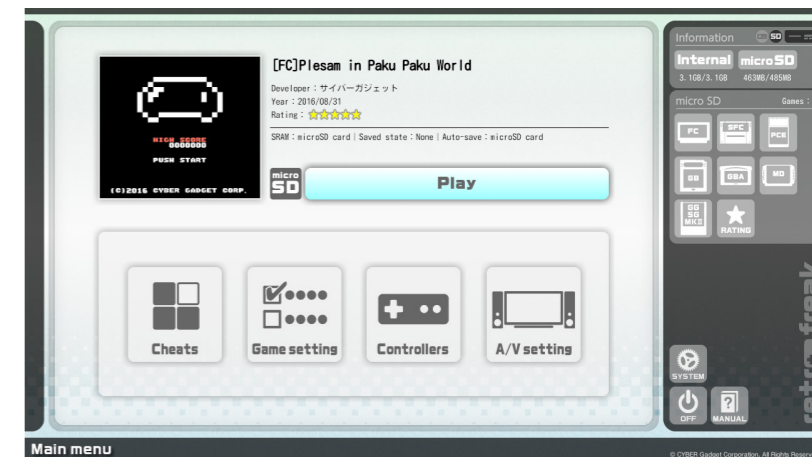 [FC]Plesam in Paku Paku World
Developer：サイバーガジェット
Year：2016/08/31
Rating：
SRAM：microSD card | Saved state：None | Auto-save：microSD card
HIGH SCORE
0000000
PUSH START
(C)2016 CYBER GADGET CORP.
micro SD
Play
Cheats
Game setting
Controllers
A/V setting
Main menu
Information
SD
Internal microSD
3.1GB/3.1GB 463MB/485MB
micro SD Games:
FC SFC PCE
GB GBA MD
GG
SG
MKII
RATING
retro freak
SYSTEM
OFF MANUAL
© CYBER Gadget Corporation. All Rights Reserve